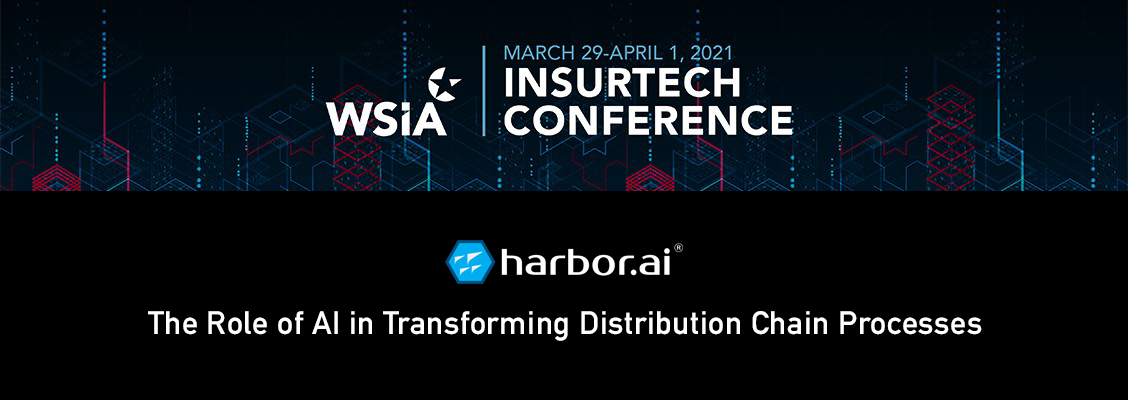 MARCH 29-APRIL 1, 2021
WSiA
INSURTECH
CONFERENCE
harbor.ai®
The Role of AI in Transforming Distribution Chain Processes